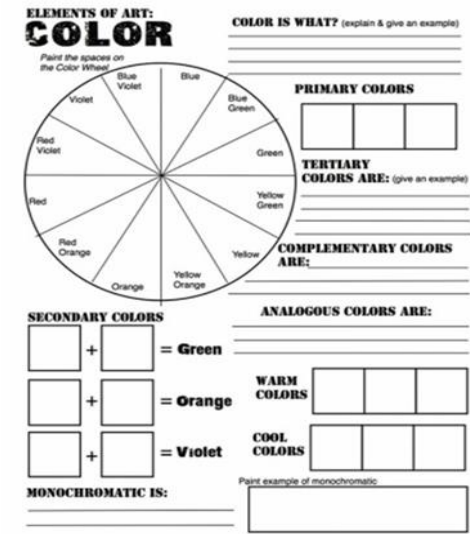 ELEMENTS OF ART:
COLOR
Paint the spaces on
the Color Wheel
COLOR IS WHAT? (explain & give an example)
Blue
Violet
Blue
Violet
Blue
Green
Red
Violet
Green
Red
Yellow
Green
Red
Orange
Yellow
Orange
Yellow
Orange
PRIMARY COLORS
TERTIARY
COLORS ARE: (give an example)
COMPLEMENTARY COLORS
ARE:
ANALOGOUS COLORS ARE:
SECONDARY COLORS
+ = Green
+ = Orange
+ = Violet
WARM
COLORS
COOL
COLORS
MONOCHROMATIC IS:
Paint example of monochromatic